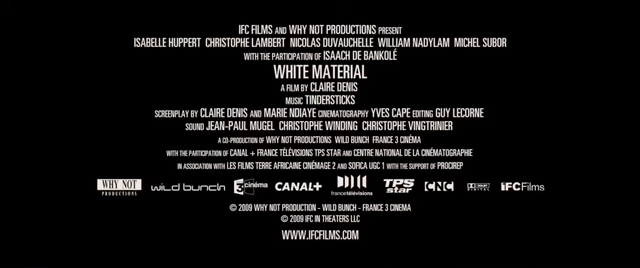 IFC FILMS AND WHY NOT PRODUCTIONS PRESENT
ISABELLE HUPPERT CHRISTOPHE LAMBERT NICOLAS DUVAUCHELLE WILLIAM NADYLAM MICHEL SUBOR
WITH THE PARTICIPATION OF ISAACH DE BANKOLÉ
WHITE MATERIAL
A FILM BY CLAIRE DENIS
MUSIC TINDERSTICKS
SCREENPLAY BY CLAIRE DENIS AND MARIE NDIAYE CINEMATOGRAPHY YVES CAPE EDITING GUY LECORNE
SOUND JEAN-PAUL MUGEL CHRISTOPHE WINDING CHRISTOPHE VINGTRINIER
A CO-PRODUCTION OF WHY NOT PRODUCTIONS WILD BUNCH FRANCE 3 CINÉMA
WITH THE PARTICIPATION OF CANAL + FRANCE TÉLÉVISIONS TPS STAR AND CENTRE NATIONAL DE LA CINÉMATOGRAPHIE
IN ASSOCIATION WITH LES FILMS TERRE AFRICAINE CINÉMAGE 2 AND SOFICA UGC 1 WITH THE SUPPORT OF PROCIREP
WHY NOT PRODUCTIONS wild bunch 3 cinéma CANAL+ francetélévisions TPS star CNC DOLBY DIGITAL IFC Films
© 2009 WHY NOT PRODUCTION - WILD BUNCH - FRANCE 3 CINEMA
© 2009 IFC IN THEATERS LLC
WWW.IFCFILMS.COM